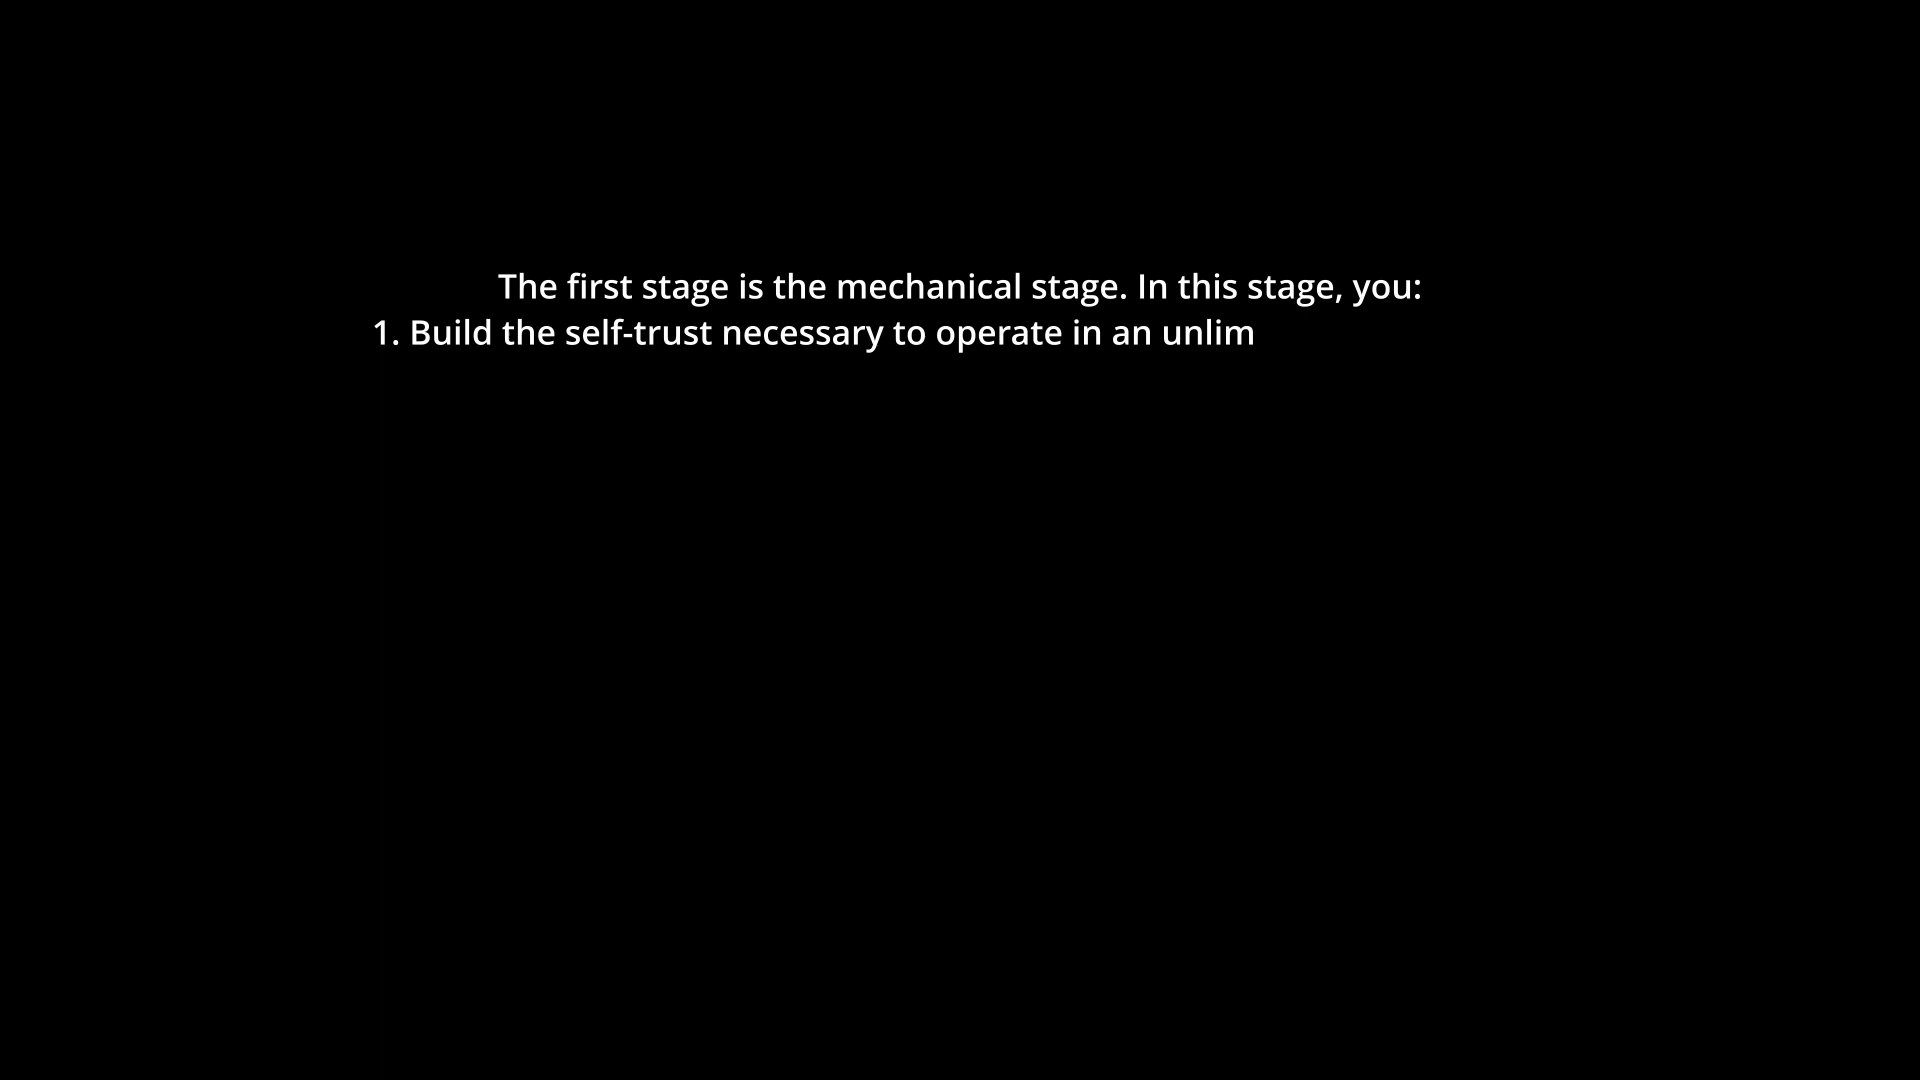 The first stage is the mechanical stage. In this stage, you:
1. Build the self-trust necessary to operate in an unlim